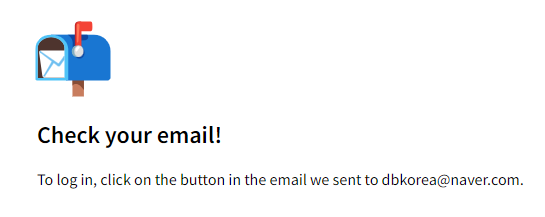 Check your email!
To log in, click on the button in the email we sent to dbkorea@naver.com.